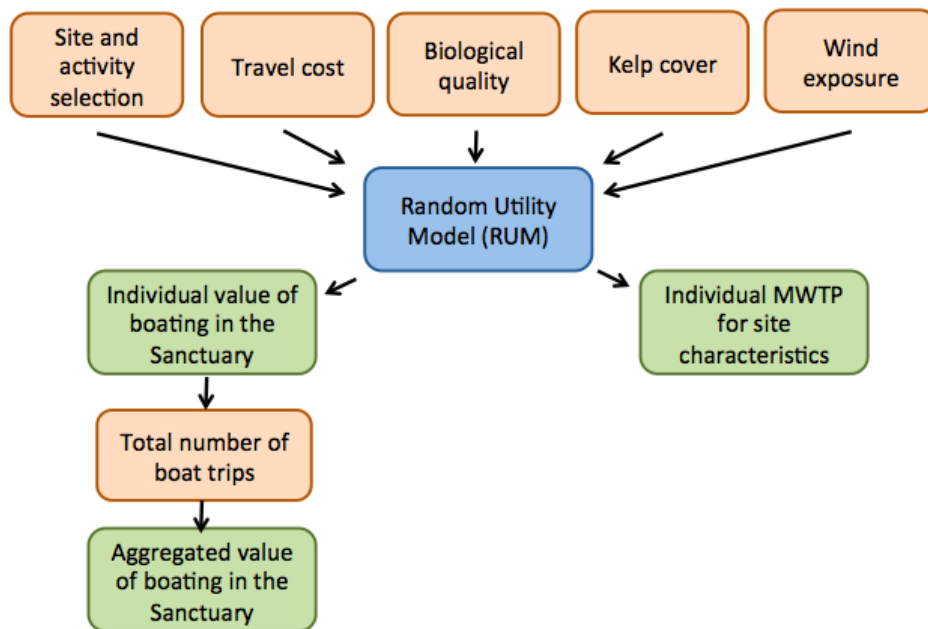 Site and
activity
selection
Travel cost
Biological
quality
Kelp cover
Wind
exposure
Random Utility
Model (RUM)
Individual value of
boating in the
Sanctuary
Individual MWTP
for site
characteristics
Total number of
boat trips
Aggregated value
of boating in the
Sanctuary